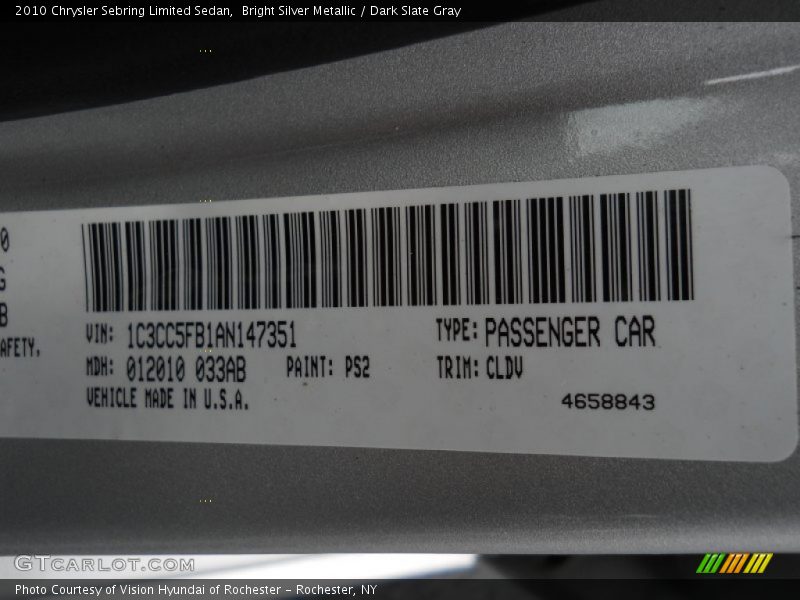 2010 Chrysler Sebring Limited Sedan,  Bright Silver Metallic / Dark Slate Gray
0
G
B
AFETY,
VIN: 1C3CC5FB1AN147351
TYPE: PASSENGER CAR
MDH: 012010 033AB
PAINT: PS2
TRIM: CLDV
VEHICLE MADE IN U.S.A.
4658843
GTCARLOT.COM
Photo Courtesy of Vision Hyundai of Rochester - Rochester, NY